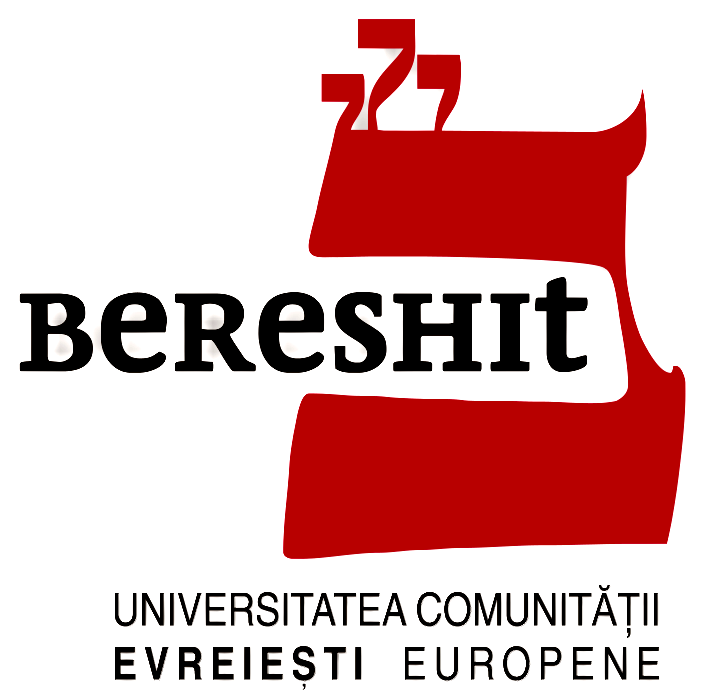 ב
BeReSHIt
UNIVERSITATEA COMUNITĂȚII
EVREIEȘTI EUROPENE